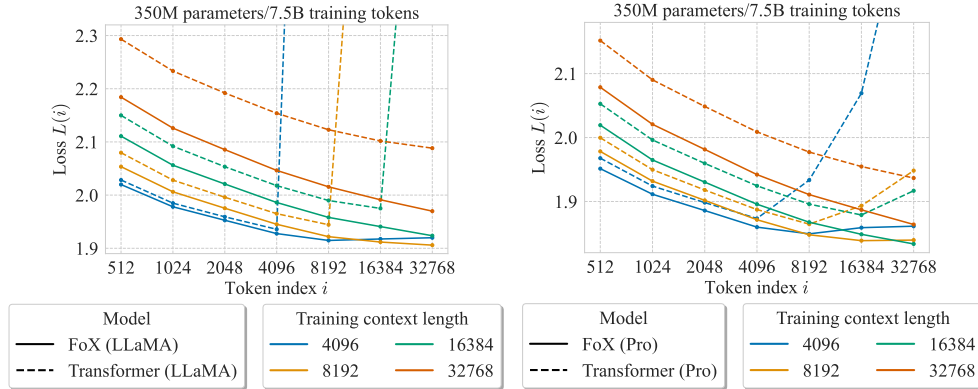 350M parameters/7.5B training tokens
2.3
2.2
2.1
2.0
1.9
Loss L(i)
512 1024 2048 4096 8192 16384 32768
Token index i
Model
FoX (LLaMA)
Transformer (LLaMA)
Training context length
4096 16384
8192 32768
350M parameters/7.5B training tokens
2.1
2.0
1.9
Loss L(i)
512 1024 2048 4096 8192 16384 32768
Token index i
Model
FoX (Pro)
Transformer (Pro)
Training context length
4096 16384
8192 32768